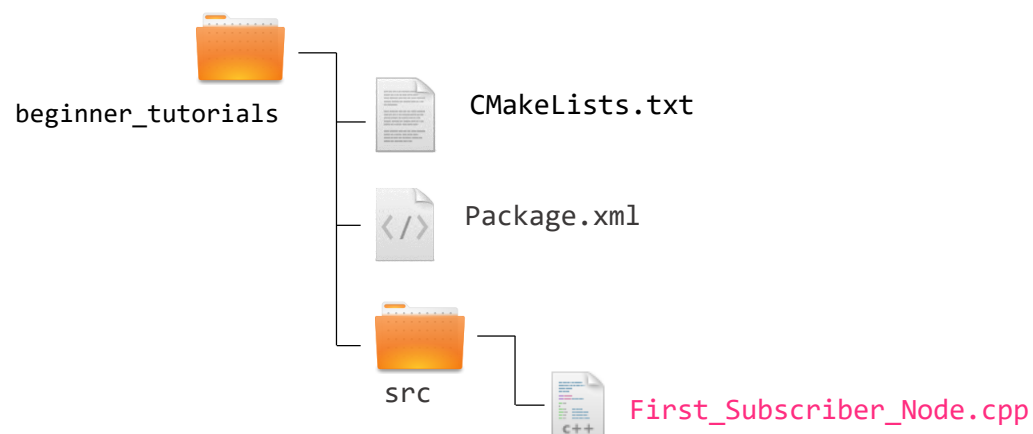 beginner_tutorials
CMakeLists.txt
</>
Package.xml
src
C++
First_Subscriber_Node.cpp